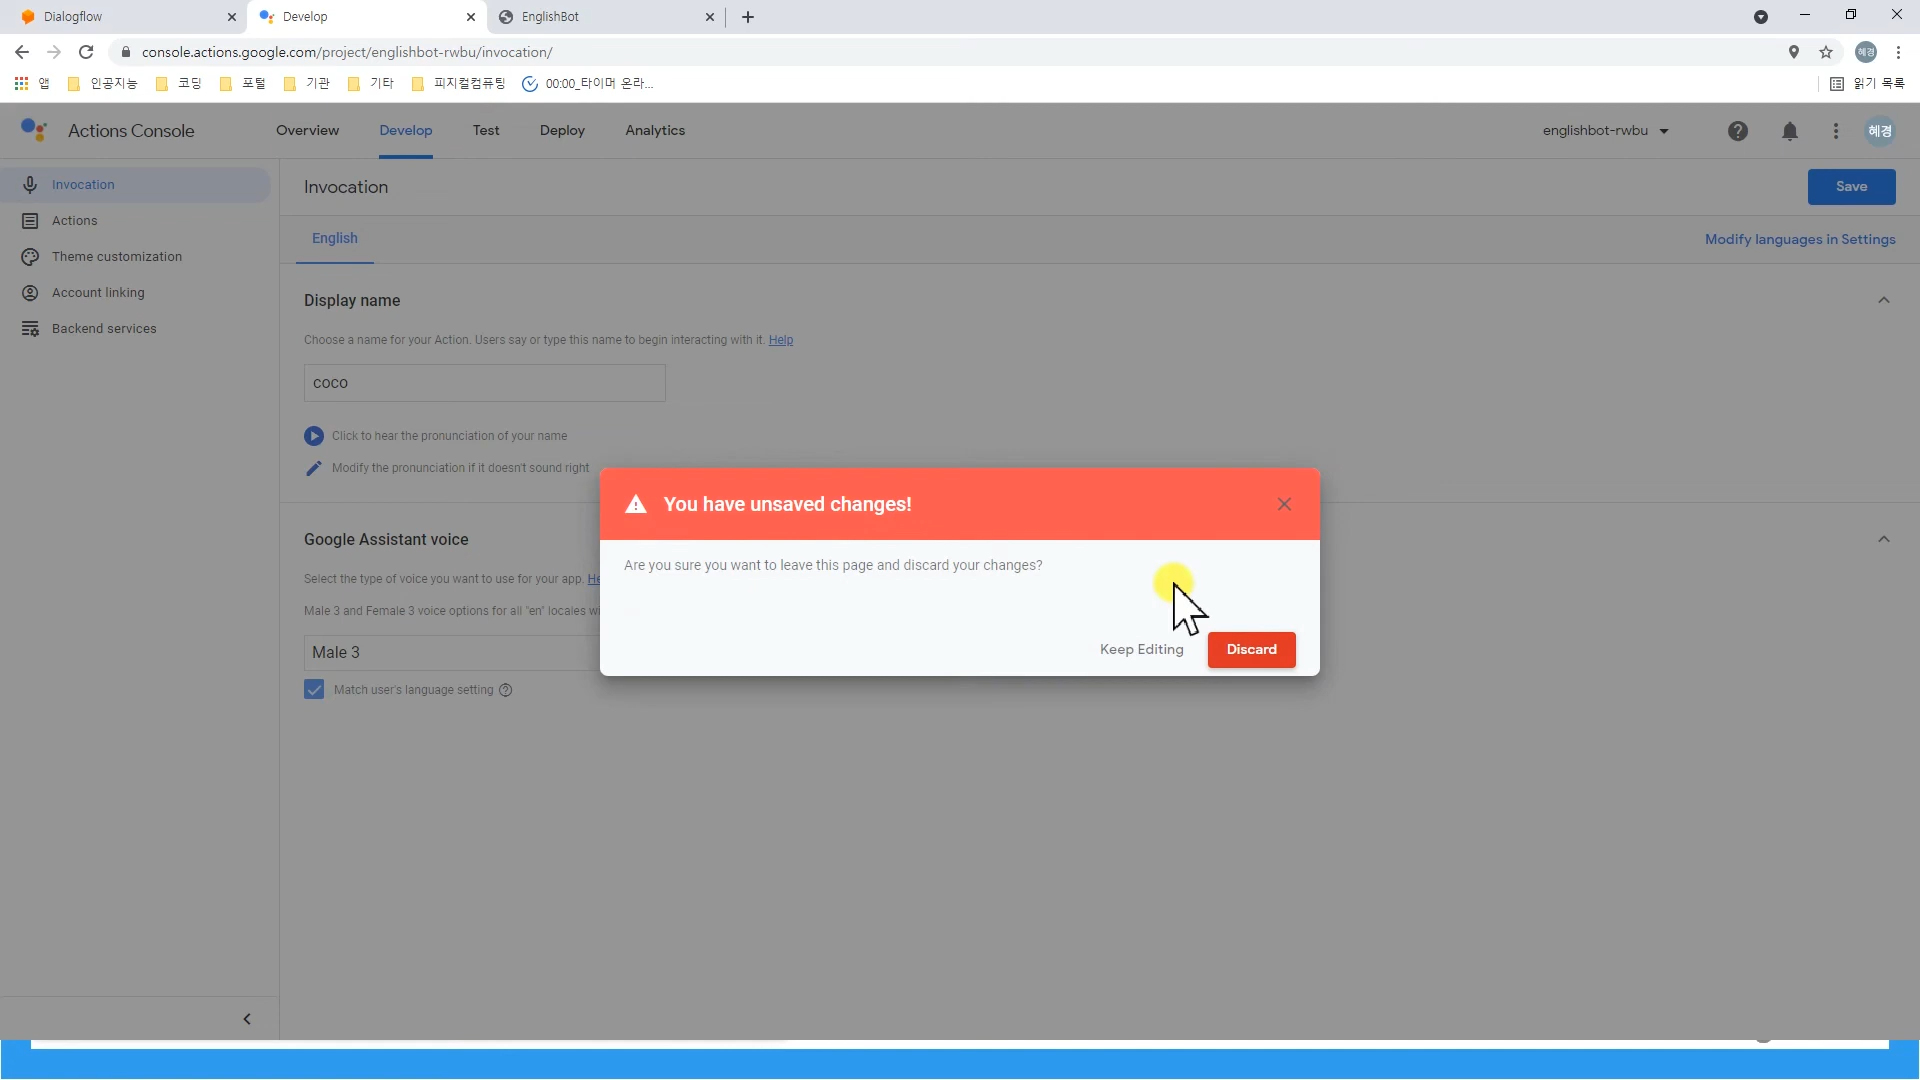 Dialogflow
Develop
EnglishBot
console.actions.google.com/project/englishbot-rwbu/invocation/
혜경
앱
인공지능
코딩
포털
기관
기타
피지컬컴퓨팅
00:00_타이머 온라...
읽기 목록
Actions Console
Overview
Develop
Test
Deploy
Analytics
englishbot-rwbu
혜경
Invocation
Actions
Theme customization
Account linking
Backend services
Invocation
Save
English
Modify languages in Settings
Display name
Choose a name for your Action. Users say or type this name to begin interacting with it. Help
coco
Click to hear the pronunciation of your name
Modify the pronunciation if it doesn't sound right
Google Assistant voice
Select the type of voice you want to use for your app. He
Male 3 and Female 3 voice options for all "en" locales wi
Male 3
Match user's language setting
You have unsaved changes!
Are you sure you want to leave this page and discard your changes?
Keep Editing
Discard